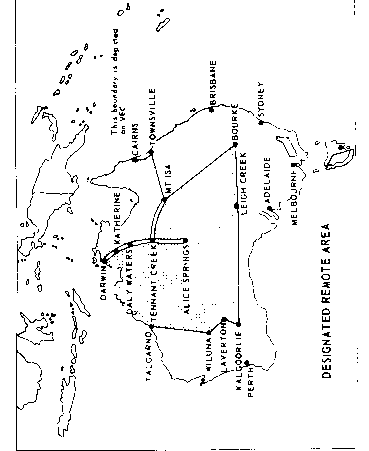 This boundary is depicted
on VEC
CAIRNS
TOWNSVILLE
BRISBANE
MT ISA
BOURKE
SYDNEY
DARWIN
KATHERINE
DALY WATERS
TENNANT CREEK
ALICE SPRINGS
LEIGH CREEK
ADELAIDE
MELBOURNE
TALGARNO
WILUNA
LAVERTON
KALGOORLIE
PERTH
DESIGNATED REMOTE AREA